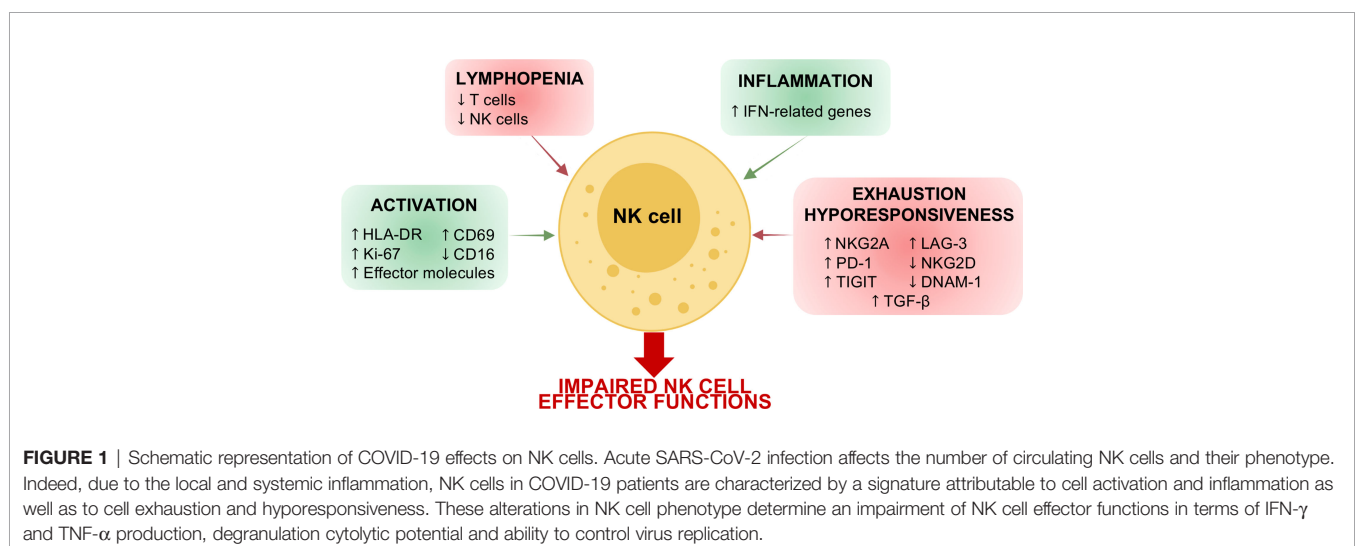 LYMPHOPENIA
↓ T cells
↓ NK cells
INFLAMMATION
↑ IFN-related genes
ACTIVATION
↑ HLA-DR ↑ CD69
↑ Ki-67 ↓ CD16
↑ Effector molecules
NK cell
EXHAUSTION
HYPORESPONSIVENESS
↑ NKG2A ↑ LAG-3
↑ PD-1 ↓ NKG2D
↑ TIGIT ↓ DNAM-1
↑ TGF-β
IMPAIRED NK CELL
EFFECTOR FUNCTIONS
FIGURE 1 | Schematic representation of COVID-19 effects on NK cells. Acute SARS-CoV-2 infection affects the number of circulating NK cells and their phenotype.
Indeed, due to the local and systemic inflammation, NK cells in COVID-19 patients are characterized by a signature attributable to cell activation and inflammation as
well as to cell exhaustion and hyporesponsiveness. These alterations in NK cell phenotype determine an impairment of NK cell effector functions in terms of IFN-γ
and TNF-α production, degranulation cytolytic potential and ability to control virus replication.